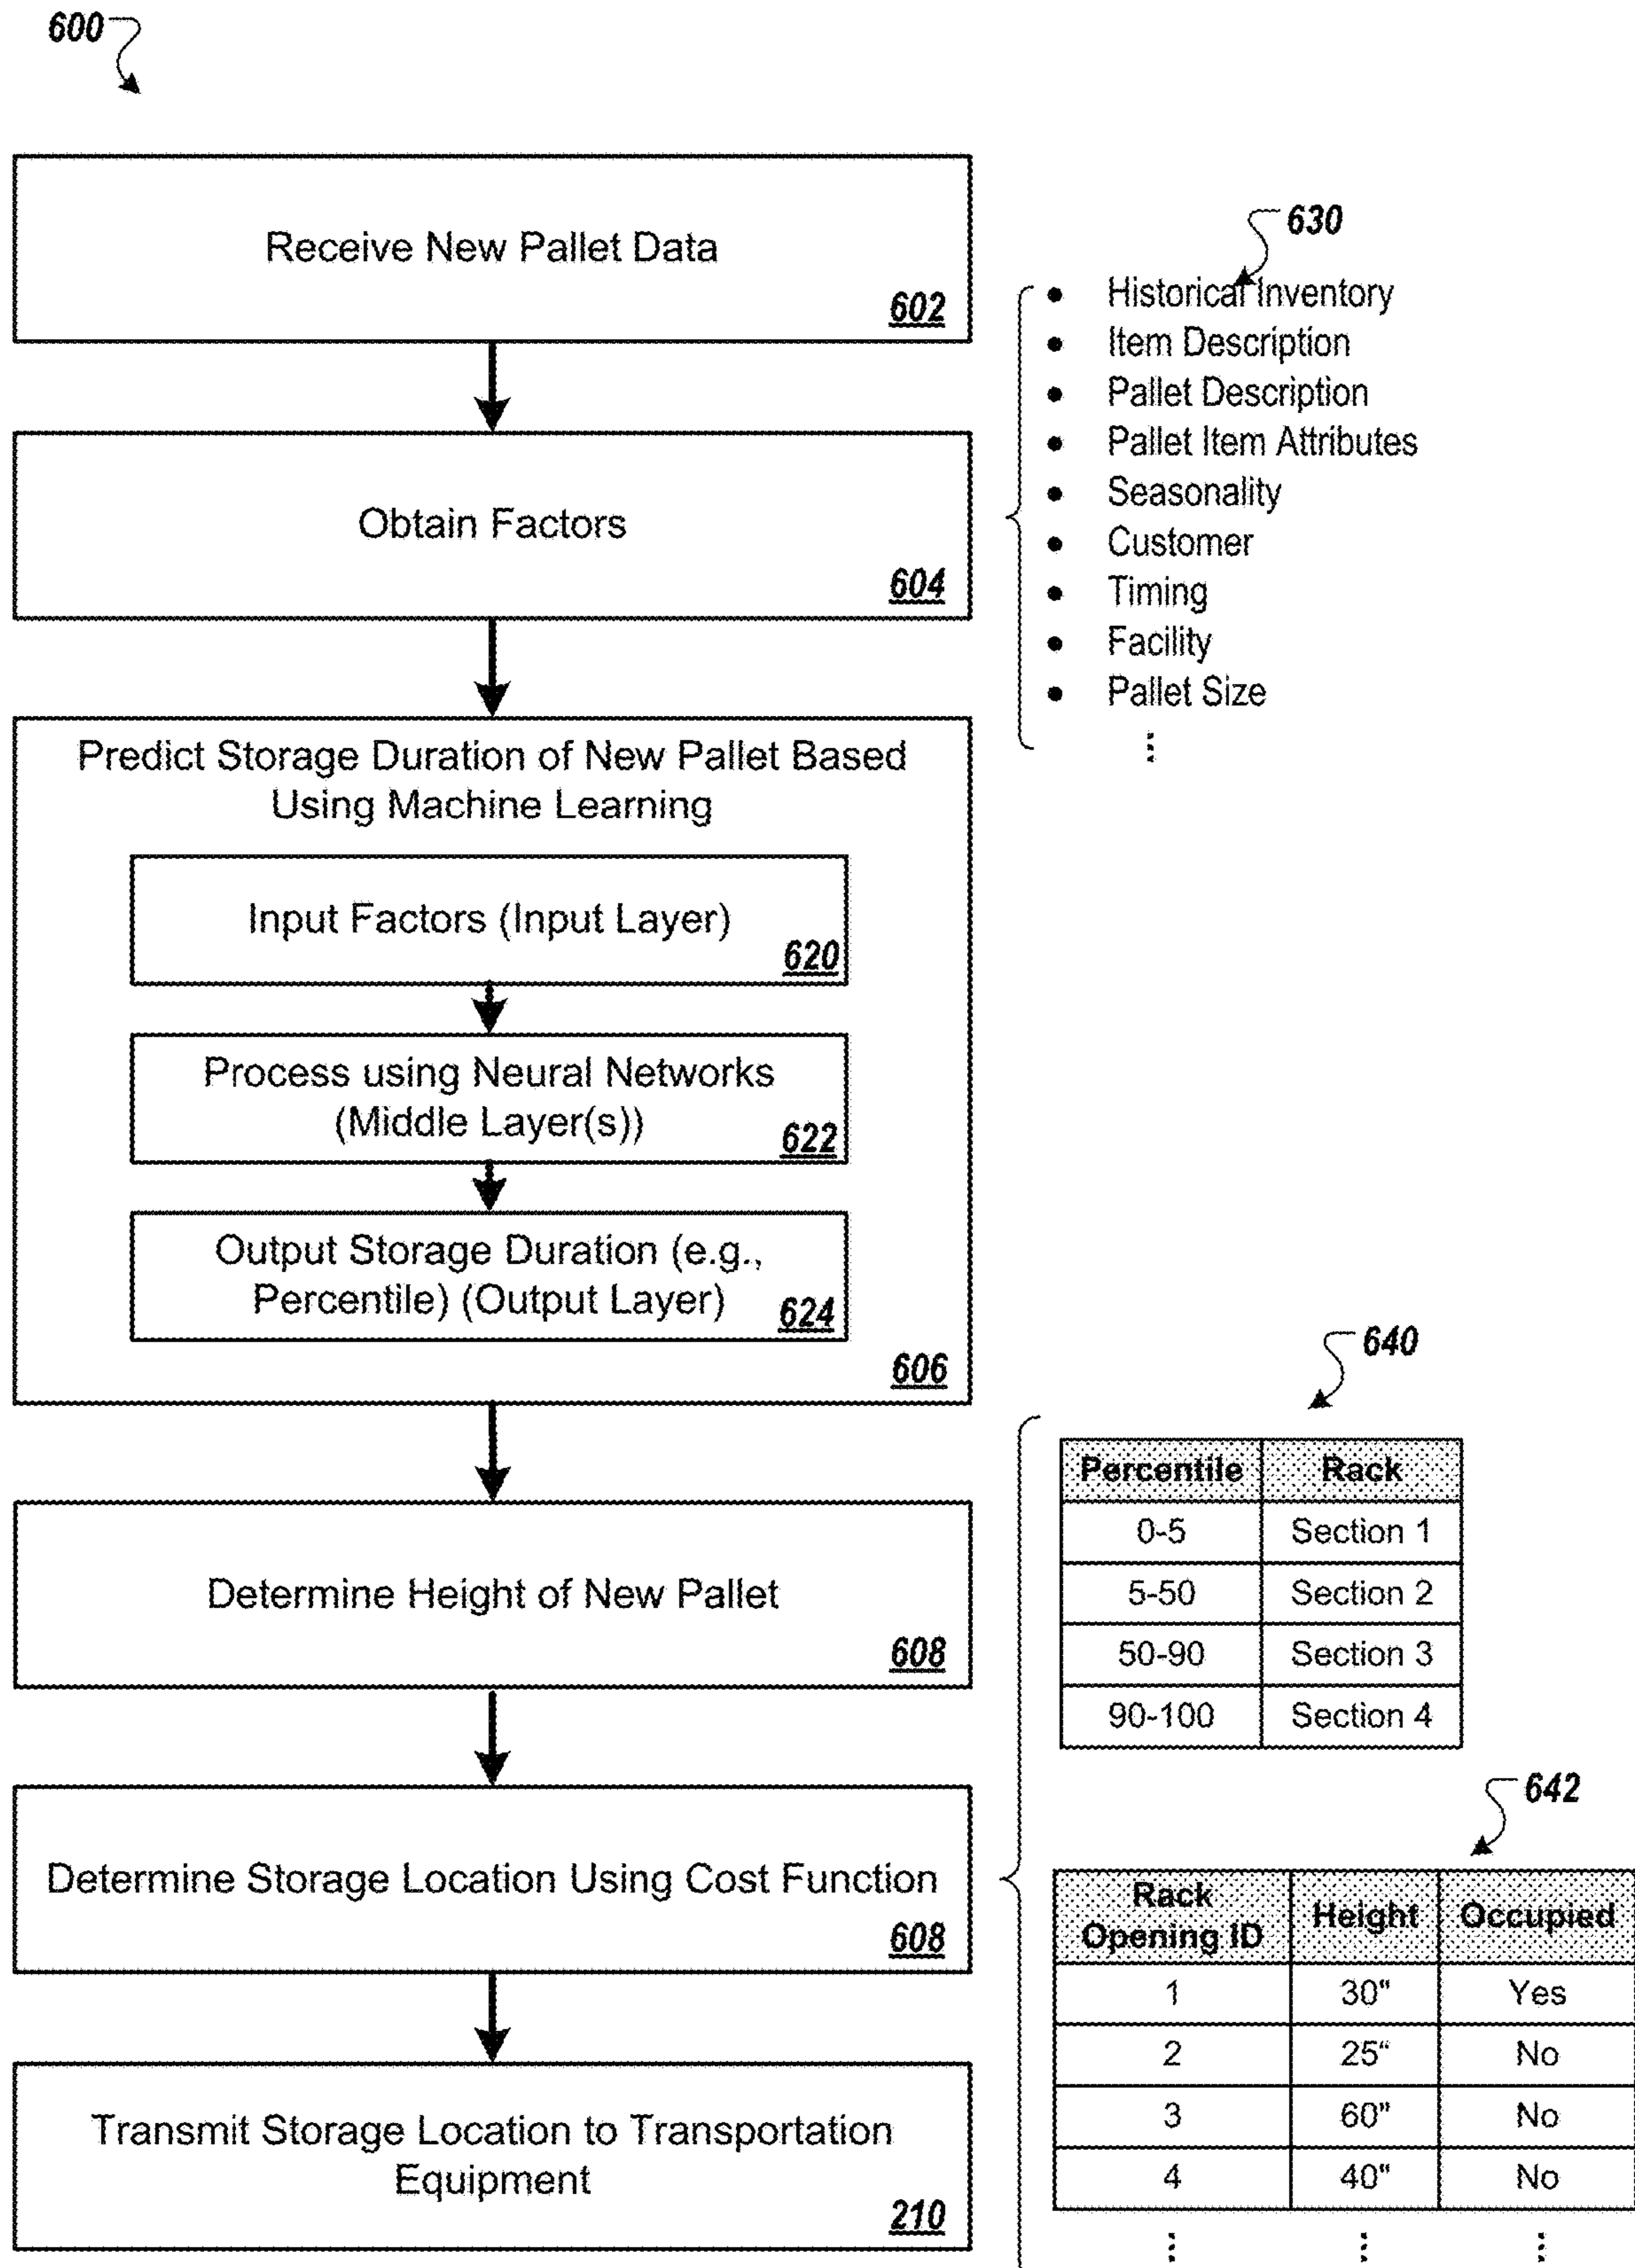 600
Receive New Pallet Data
602
Obtain Factors
604
630
• Historical Inventory
• Item Description
• Pallet Description
• Pallet Item Attributes
• Seasonality
• Customer
• Timing
• Facility
• Pallet Size
⋮
Predict Storage Duration of New Pallet Based
Using Machine Learning
Input Factors (Input Layer)
620
Process using Neural Networks
(Middle Layer(s))
622
Output Storage Duration (e.g.,
Percentile) (Output Layer)
624
606
Determine Height of New Pallet
608
Determine Storage Location Using Cost Function
608
Transmit Storage Location to Transportation
Equipment
210
640
Percentile Rack
0-5 Section 1
5-50 Section 2
50-90 Section 3
90-100 Section 4
642
Rack
Opening ID Height Occupied
1 30" Yes
2 25“ No
3 60" No
4 40" No
⋮ ⋮ ⋮